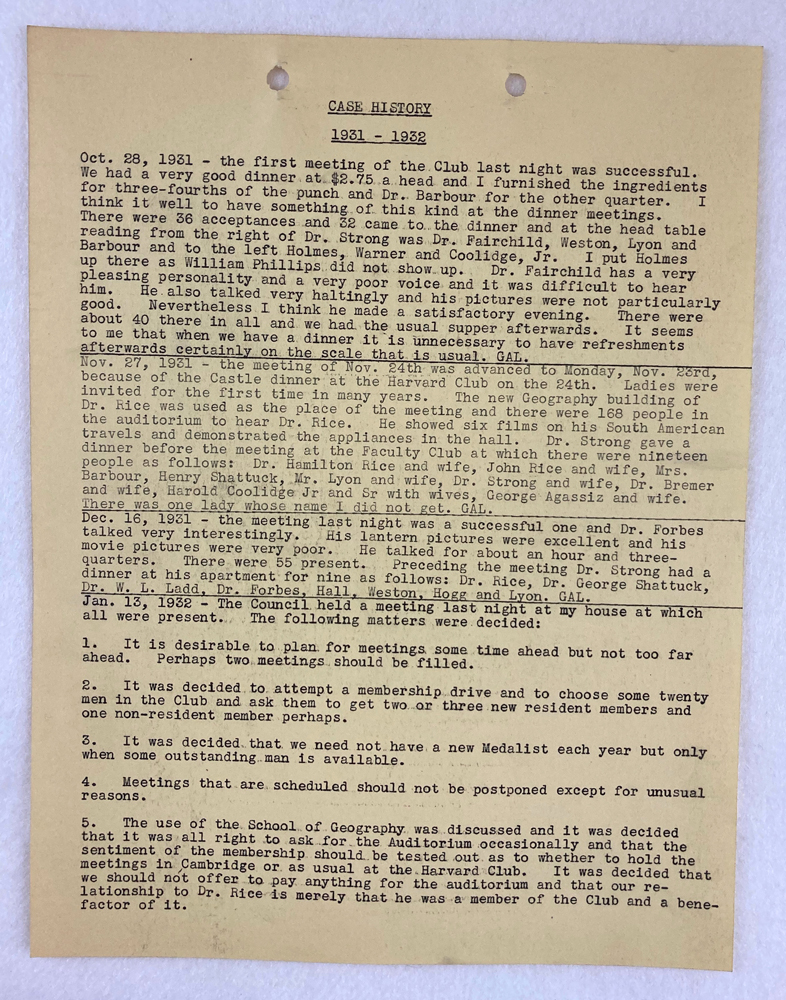 CASE HISTORY
1931 - 1932
Oct. 28, 1931 - the first meeting of the Club last night was successful.
We had a very good dinner at $2.75 a head and I furnished the ingredients
for three-fourths of the punch and Dr. Barbour for the other quarter. I
think it well to have something of this kind at the dinner meetings.
There were 36 acceptances and 32 came to the dinner and at the head table
reading from the right of Dr. Strong was Dr. Fairchild, Weston, Lyon and
Barbour and to the left Holmes, Warner and Coolidge, Jr. I put Holmes
up there as William Phillips did not show up. Dr. Fairchild has a very
pleasing personality and a very poor voice and it was difficult to hear
him. He also talked very haltingly and his pictures were not particularly
good. Nevertheless I think he made a satisfactory evening. There were
about 40 there in all and we had the usual supper afterwards. It seems
to me that when we have a dinner it is unnecessary to have refreshments
afterwards certainly on the scale that is usual. GAL.
Nov. 27, 1931 - the meeting of Nov. 24th was advanced to Monday, Nov. 23rd,
because of the Castle dinner at the Harvard Club on the 24th. Ladies were
invited for the first time in many years. The new Geography building of
Dr. Rice was used as the place of the meeting and there were 168 people in
the auditorium to hear Dr. Rice. He showed six films on his South American
travels and demonstrated the appliances in the hall. Dr. Strong gave a
dinner before the meeting at the Faculty Club at which there were nineteen
people as follows: Dr. Hamilton Rice and wife, John Rice and wife, Mrs.
Barbour, Henry Shattuck, Mr. Lyon and wife, Dr. Strong and wife, Dr. Bremer
and wife, Harold Coolidge Jr and Sr with wives, George Agassiz and wife.
There was one lady whose name I did not get. GAL.
Dec. 16, 1931 - the meeting last night was a successful one and Dr. Forbes
talked very interestingly. His lantern pictures were excellent and his
movie pictures were very poor. He talked for about an hour and three-
quarters. There were 55 present. Preceding the meeting Dr. Strong had a
dinner at his apartment for nine as follows: Dr. Rice, Dr. George Shattuck,
Dr. W. L. Ladd, Dr. Forbes, Hall, Weston, Hogg and Lyon. GAL.
Jan. 13, 1932 - The Council held a meeting last night at my house at which
all were present. The following matters were decided:
1. It is desirable to plan for meetings some time ahead but not too far
ahead. Perhaps two meetings should be filled.
2. It was decided to attempt a membership drive and to choose some twenty
men in the Club and ask them to get two or three new resident members and
one non-resident member perhaps.
3. It was decided that we need not have a new Medalist each year but only
when some outstanding man is available.
4. Meetings that are scheduled should not be postponed except for unusual
reasons.
5. The use of the School of Geography was discussed and it was decided
that it was all right to ask for the Auditorium occasionally and that the
sentiment of the membership should be tested out as to whether to hold the
meetings in Cambridge or as usual at the Harvard Club. It was decided that
we should not offer to pay anything for the auditorium and that our re-
lationship to Dr. Rice is merely that he was a member of the Club and a bene-
factor of it.